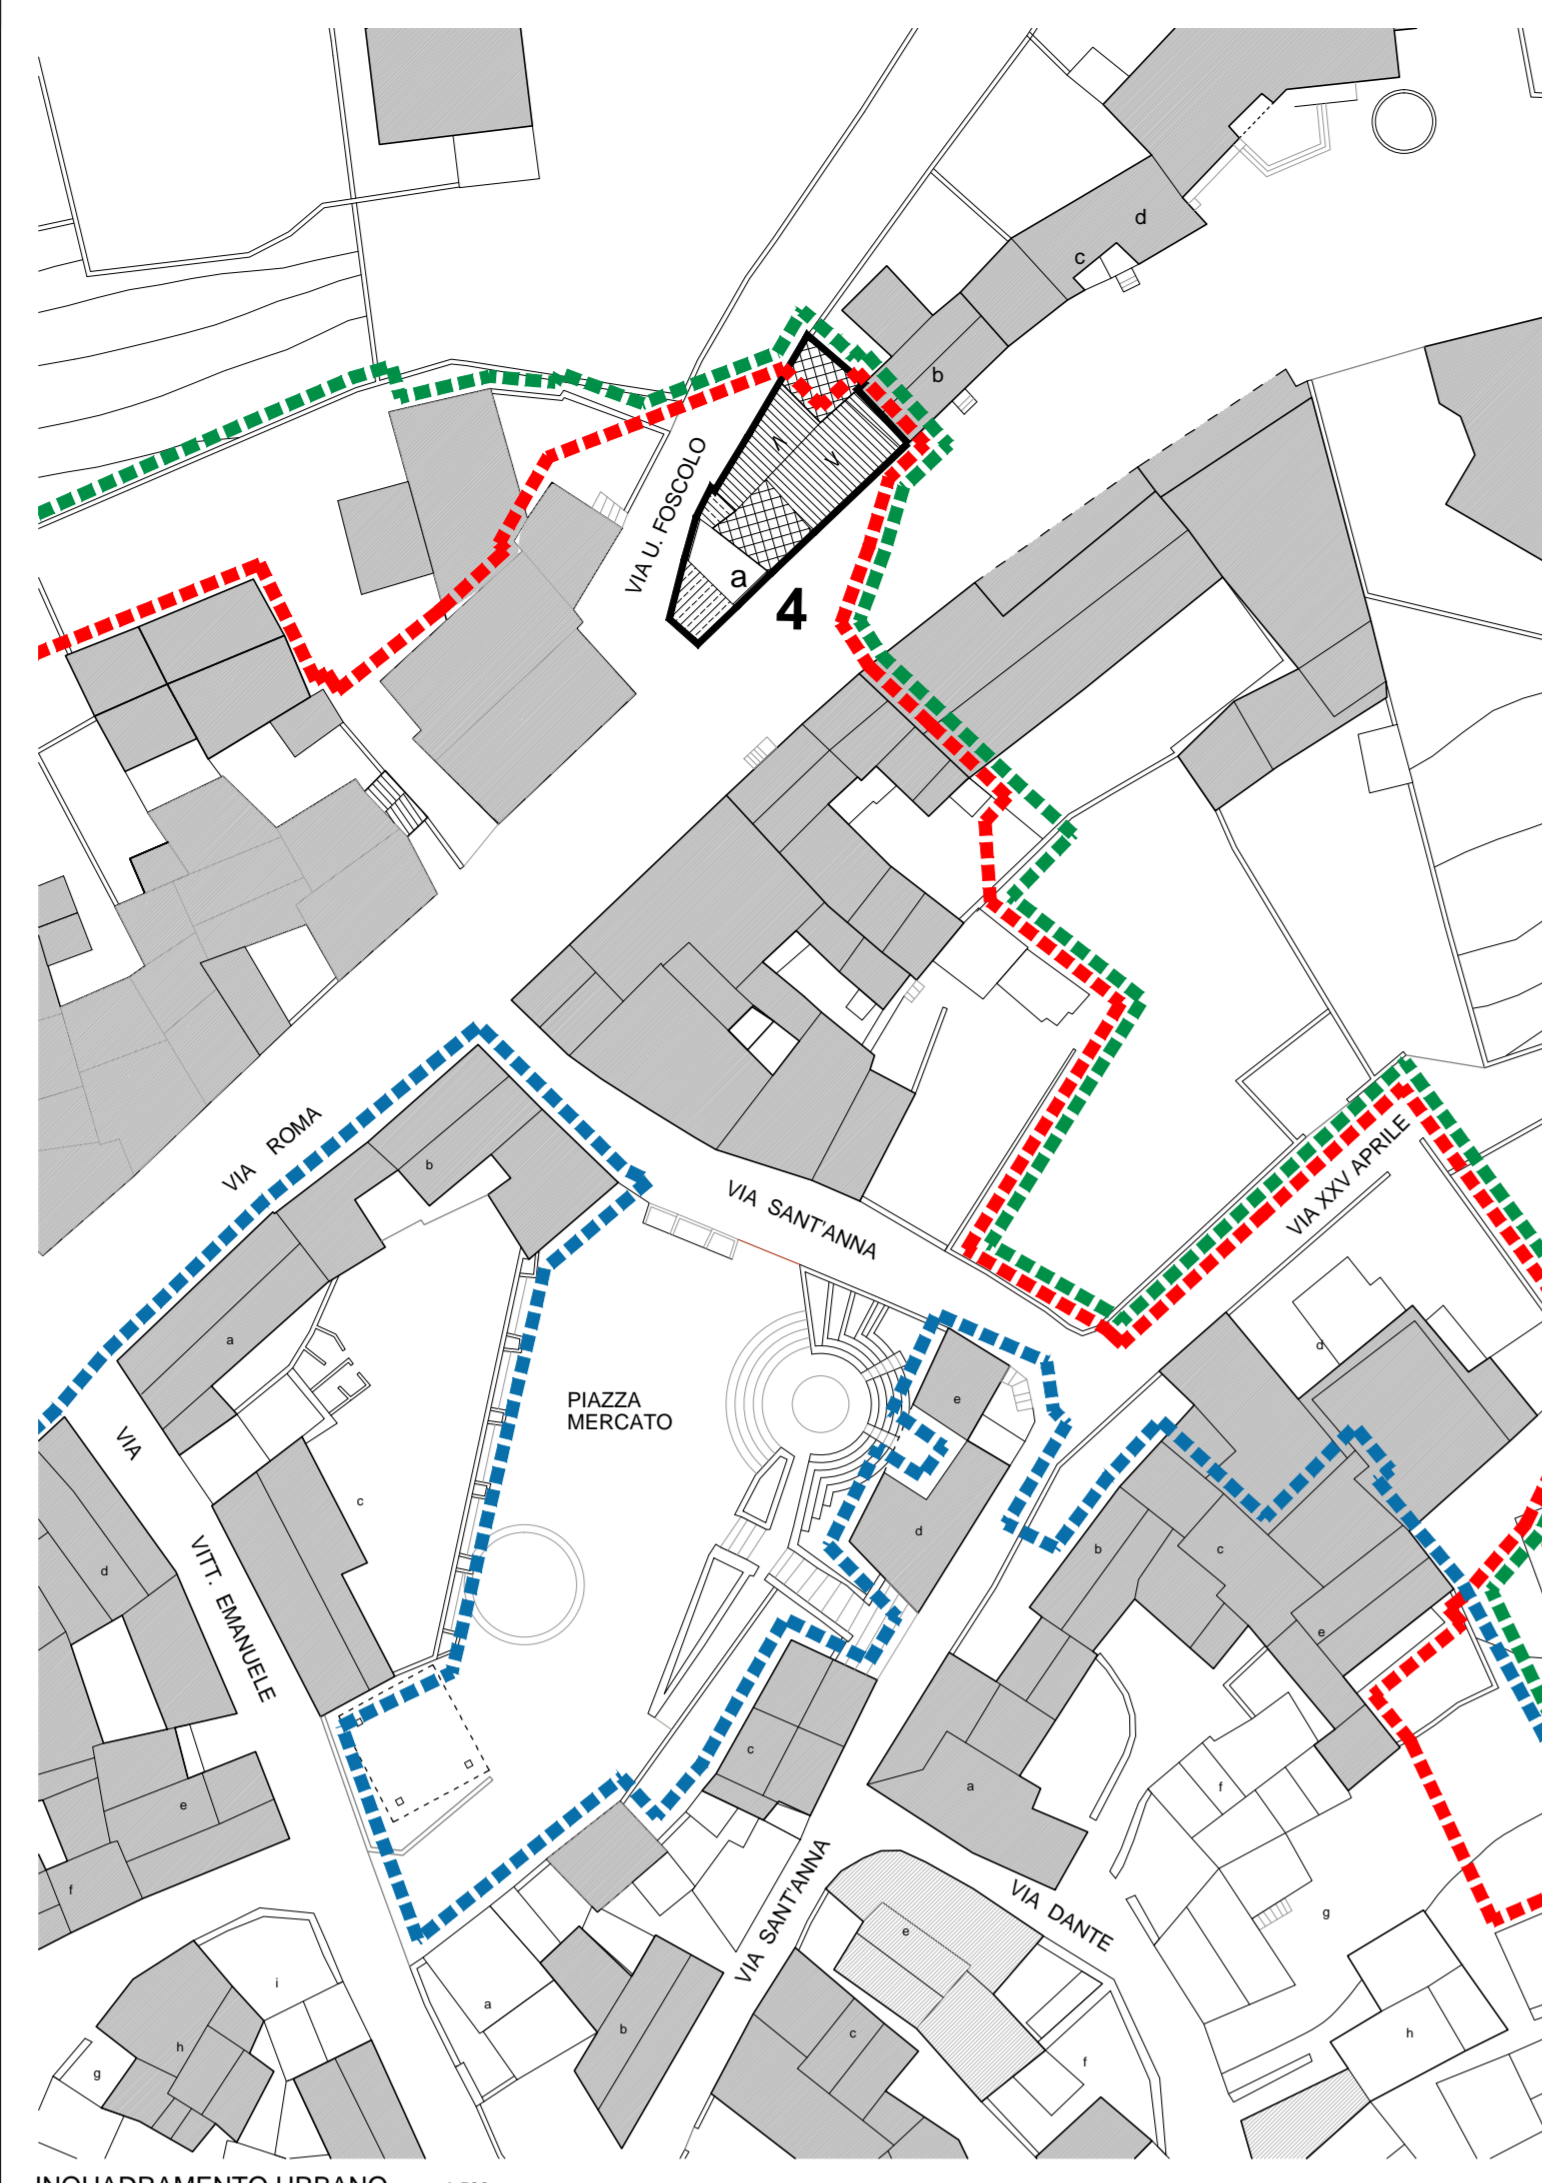 d
c
b
VIA U. FOSCOLO
a
4
VIA ROMA
b
VIA SANT'ANNA
VIA XXV APRILE
a
d
PIAZZA
MERCATO
e
VIA
VITT. EMANUELE
c
d
d
b
c
e
c
a
f
e
f
VIA SANT'ANNA
VIA DANTE
e
g
i
a
b
c
h
g
f
h